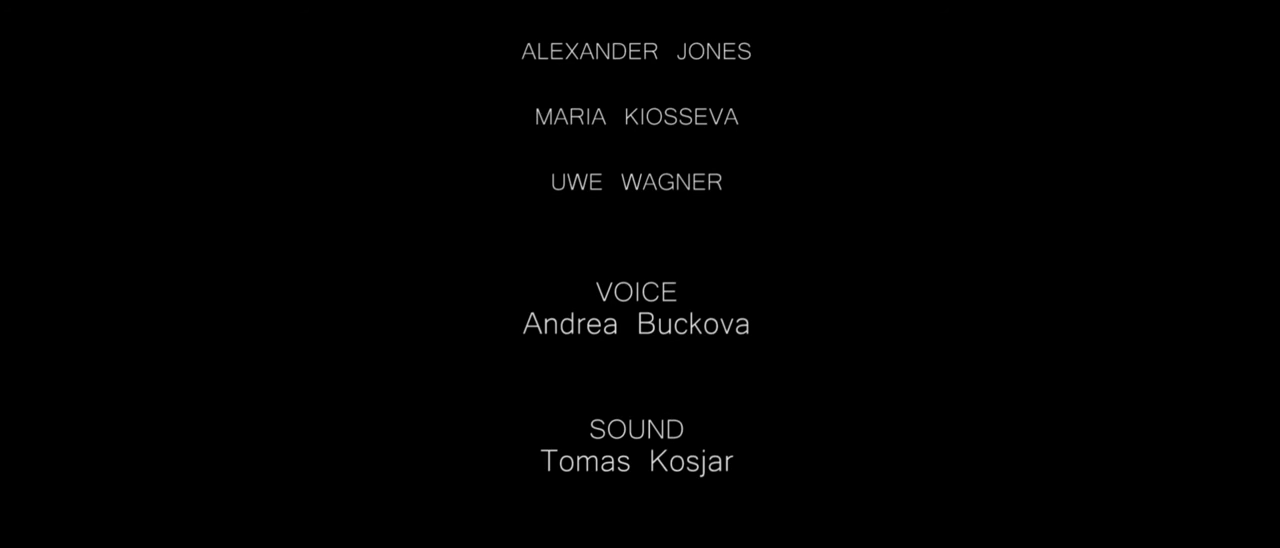 ALEXANDER JONES
MARIA KIOSSEVA
UWE WAGNER
VOICE
Andrea Buckova
SOUND
Tomas Kosjar